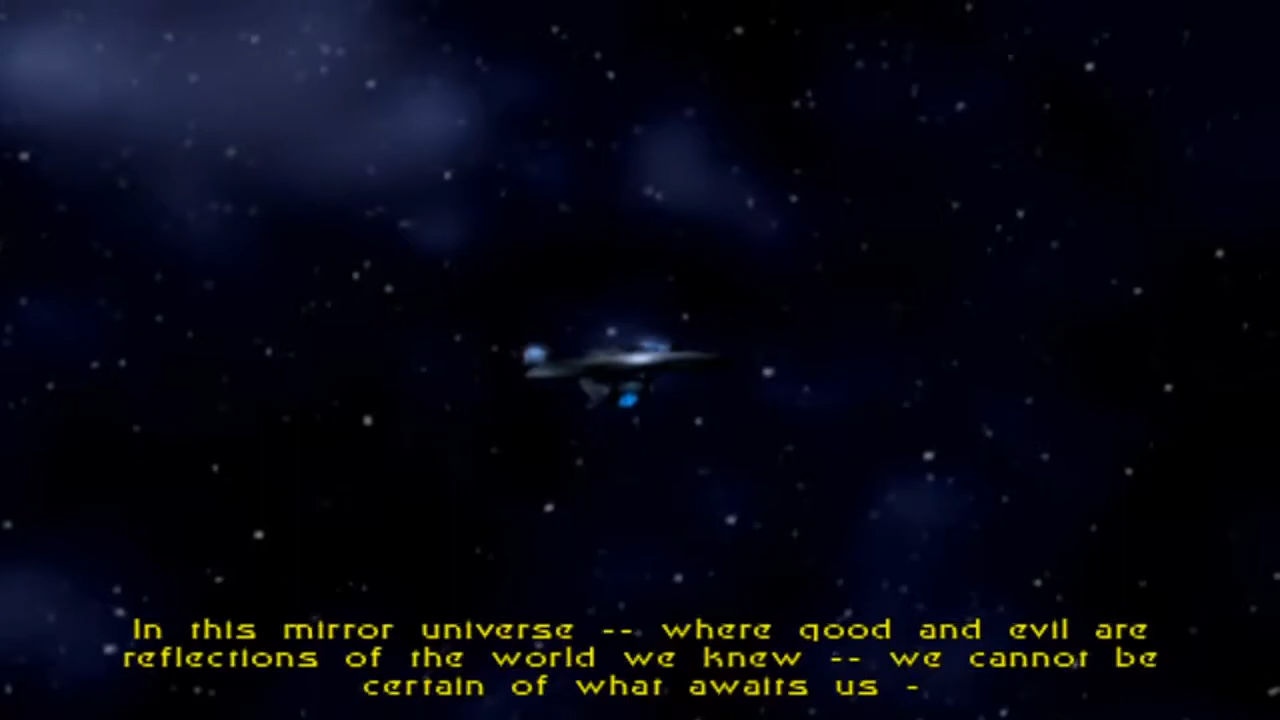 In this mirror universe -- where good and evil are
reflections of the world we knew -- we cannot be
certain of what awaits us -